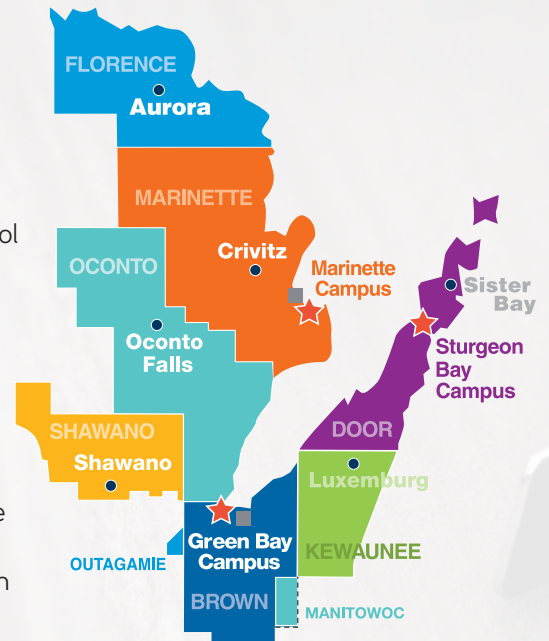 FLORENCE
Aurora
MARINETTE
ol
Crivitz
OCONTO
Marinette
Campus
Sister
Bay
Oconto
Falls
Sturgeon
Bay
Campus
SHAWANO
DOOR
Shawano
Luxemburg
e
Green Bay
Campus
KEWAUNEE
OUTAGAMIE
n
BROWN
MANITOWOC